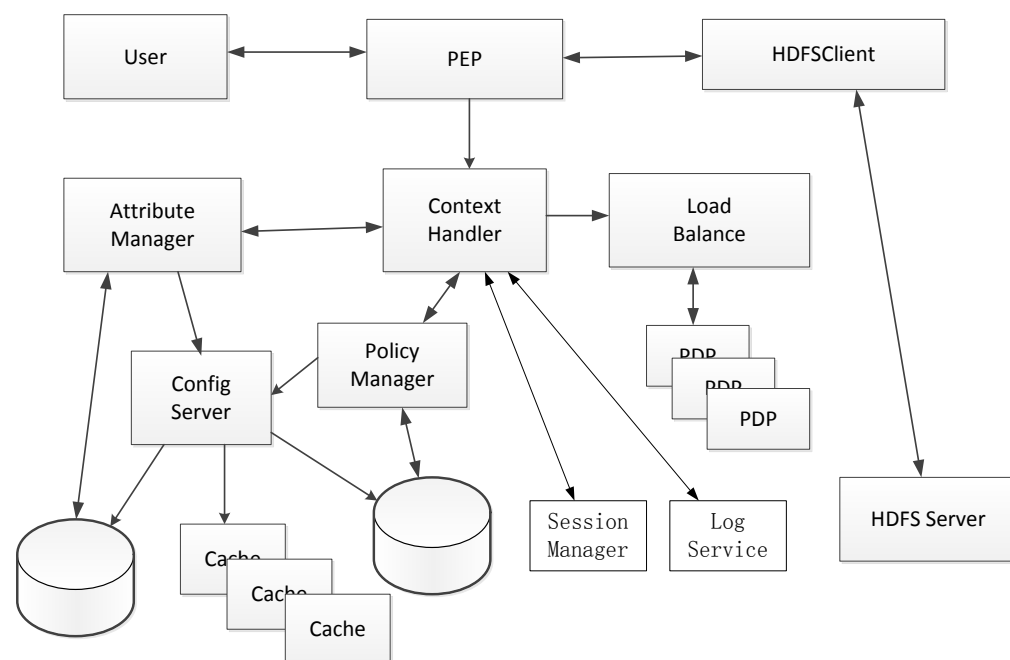 User
PEP
HDFSClient
Attribute
Manager
Context
Handler
Load
Balance
Policy
Manager
PDP
PDP
PDP
Config
Server
Session
Manager
Log
Service
HDFS Server
Cache
Cache
Cache